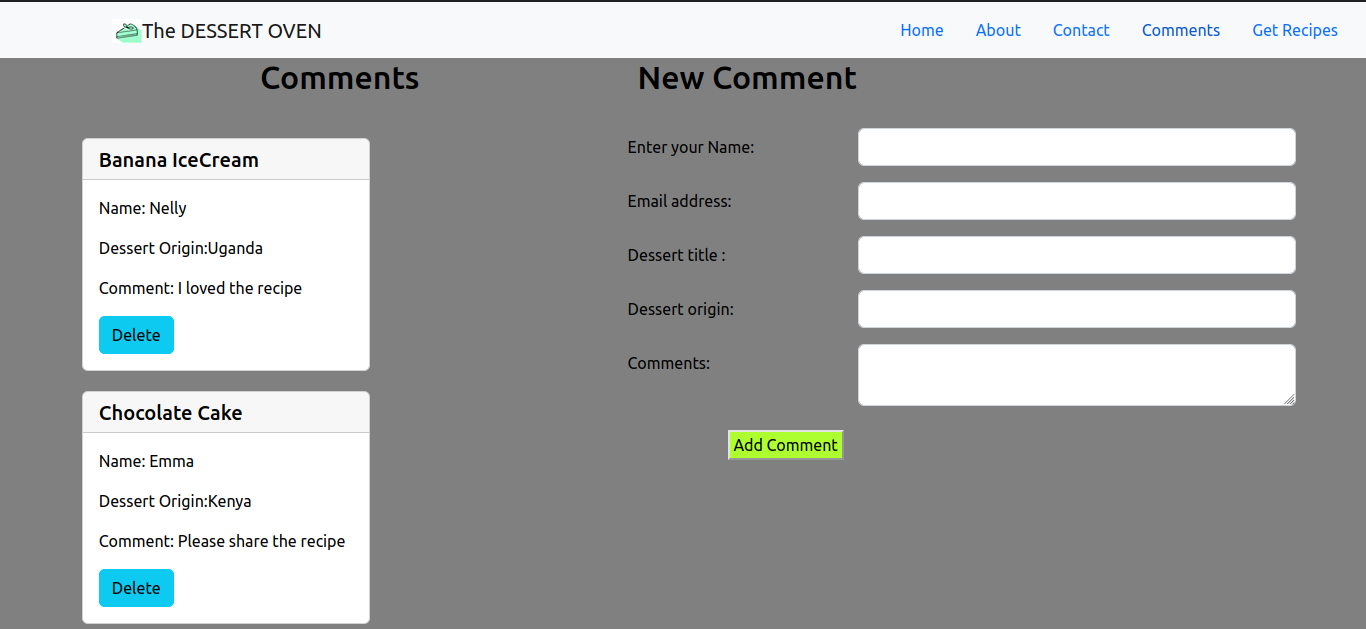 The DESSERT OVEN
Home
About
Contact
Comments
Get Recipes
Comments
Banana IceCream
Name: Nelly
Dessert Origin:Uganda
Comment: I loved the recipe
Delete
Chocolate Cake
Name: Emma
Dessert Origin:Kenya
Comment: Please share the recipe
Delete
New Comment
Enter your Name:
Email address:
Dessert title :
Dessert origin:
Comments:
Add Comment